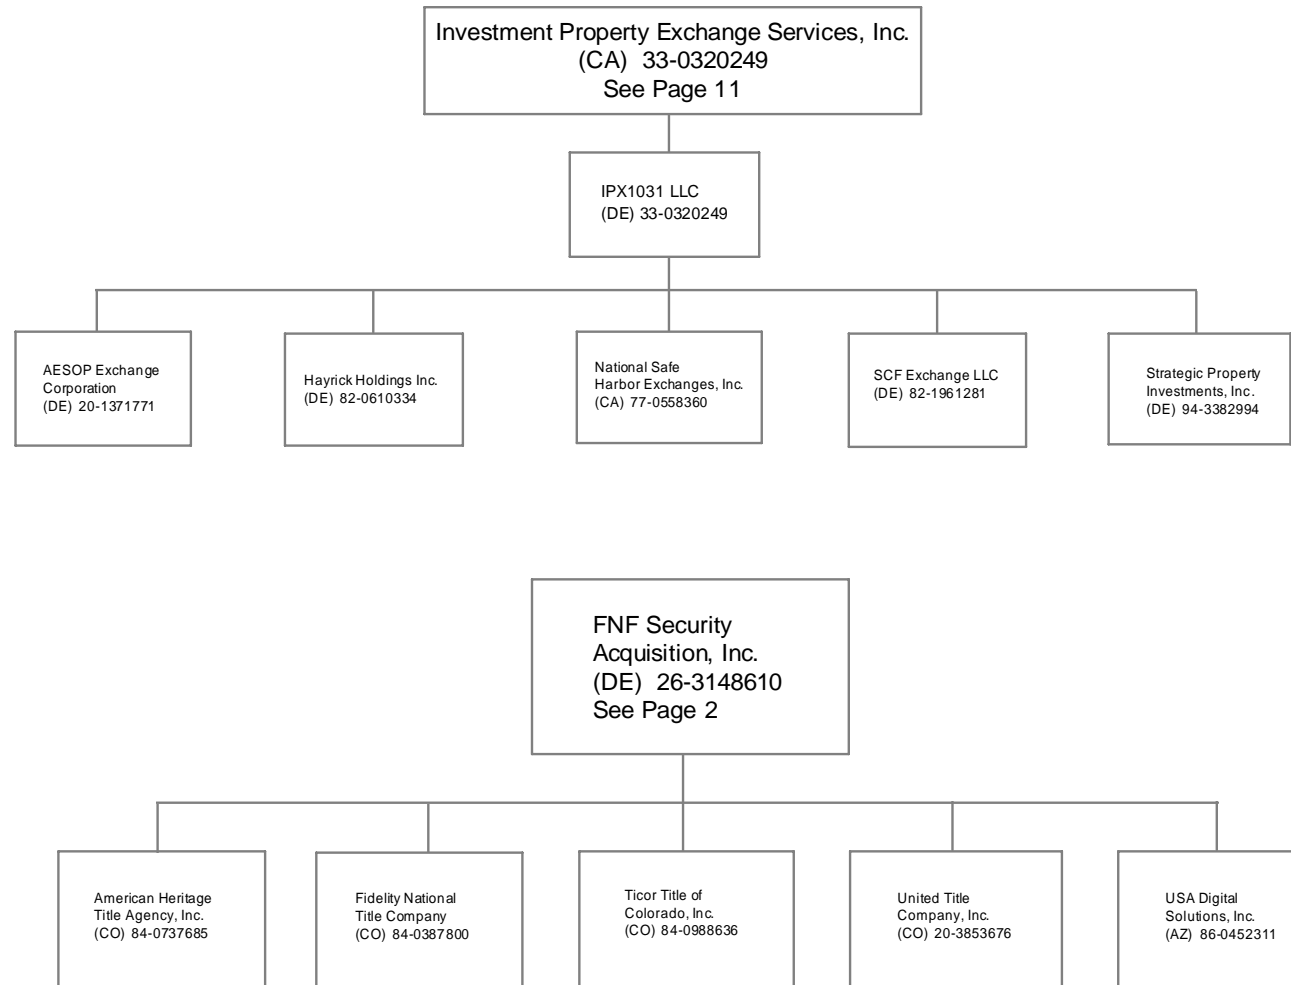 Investment Property Exchange Services, Inc.
(CA) 33-0320249
See Page 11
IPX1031 LLC
(DE) 33-0320249
AESOP Exchange
Corporation
(DE) 20-1371771
Hayrick Holdings Inc.
(DE) 82-0610334
National Safe
Harbor Exchanges, Inc.
(CA) 77-0558360
SCF Exchange LLC
(DE) 82-1961281
Strategic Property
Investments, Inc.
(DE) 94-3382994
FNF Security
Acquisition, Inc.
(DE) 26-3148610
See Page 2
American Heritage
Title Agency, Inc.
(CO) 84-0737685
Fidelity National
Title Company
(CO) 84-0387800
Ticor Title of
Colorado, Inc.
(CO) 84-0988636
United Title
Company, Inc.
(CO) 20-3853676
USA Digital
Solutions, Inc.
(AZ) 86-0452311